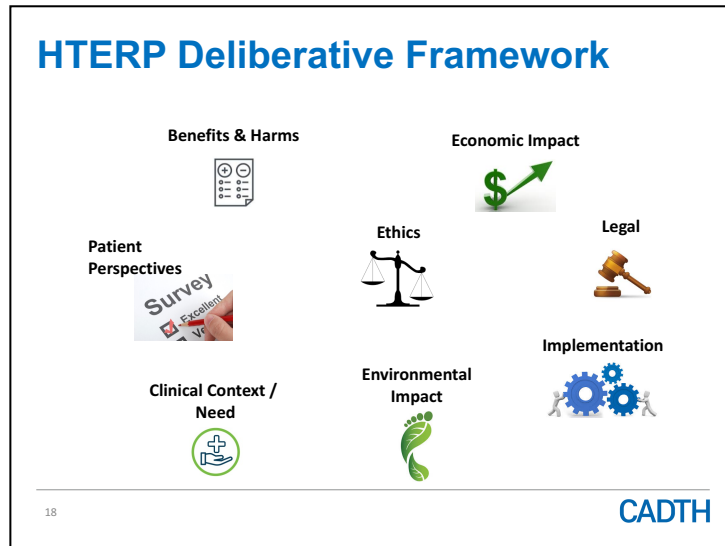 HTERP Deliberative Framework
Benefits & Harms
Economic Impact
Ethics
Legal
Patient
Perspectives
Survey
Excellent
Ve
Implementation
Clinical Context /
Need
Environmental
Impact
$
18
CADTH